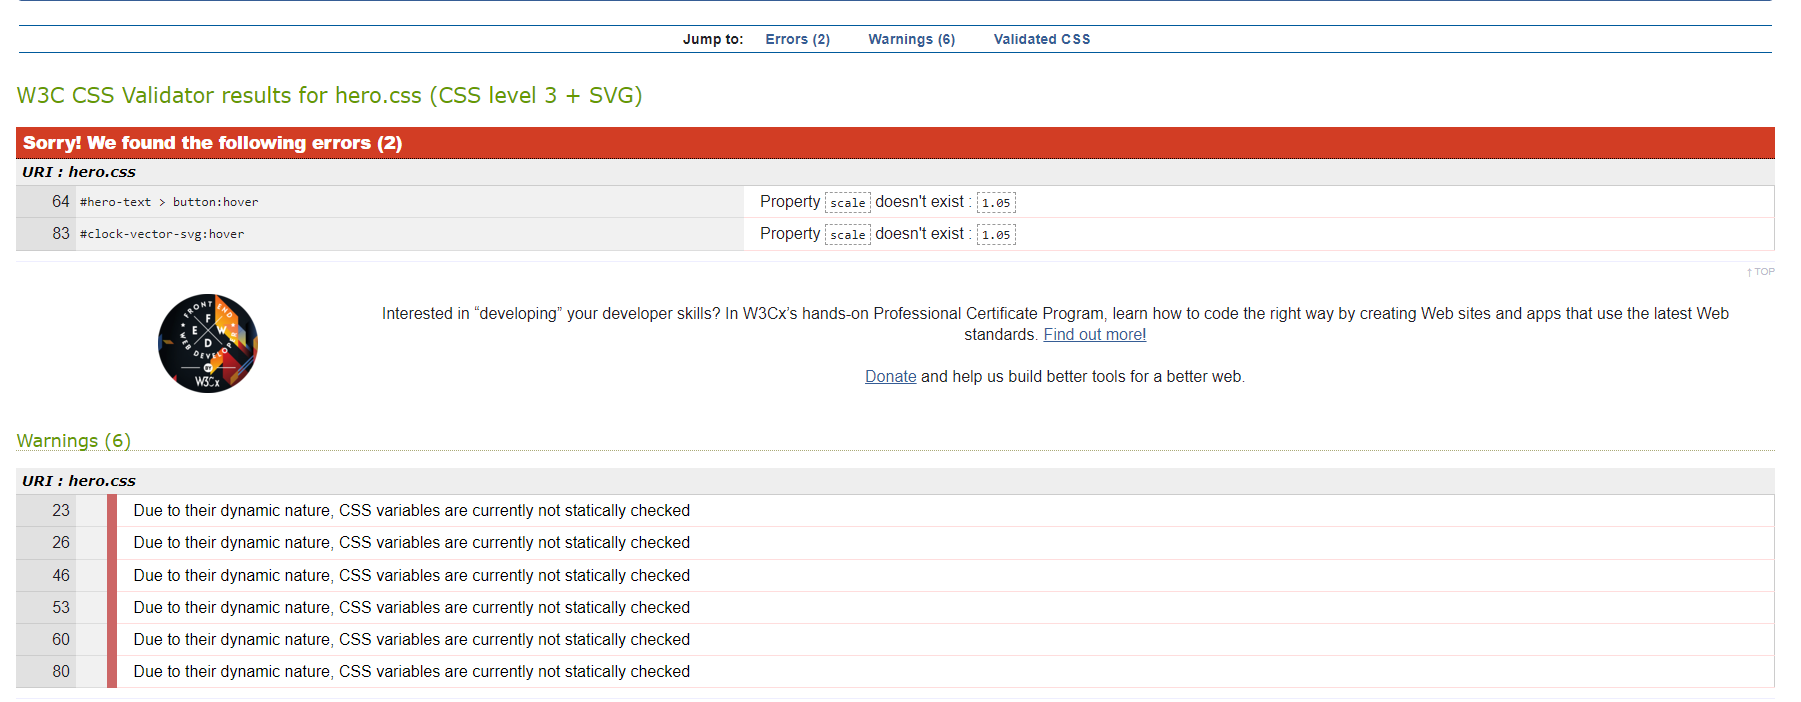 Jump to: Errors (2) Warnings (6) Validated CSS
W3C CSS Validator results for hero.css (CSS level 3 + SVG)
Sorry! We found the following errors (2)
URI : hero.css
64 #hero-text > button:hover Property scale doesn't exist : 1.05
83 #clock-vector-svg:hover Property scale doesn't exist : 1.05
↑ TOP
FRONT END
F
E W
D
WEB DEVELOPER
BY
W3Cx
Interested in “developing” your developer skills? In W3Cx’s hands-on Professional Certificate Program, learn how to code the right way by creating Web sites and apps that use the latest Web
standards. Find out more!
Donate and help us build better tools for a better web.
Warnings (6)
URI : hero.css
23 Due to their dynamic nature, CSS variables are currently not statically checked
26 Due to their dynamic nature, CSS variables are currently not statically checked
46 Due to their dynamic nature, CSS variables are currently not statically checked
53 Due to their dynamic nature, CSS variables are currently not statically checked
60 Due to their dynamic nature, CSS variables are currently not statically checked
80 Due to their dynamic nature, CSS variables are currently not statically checked